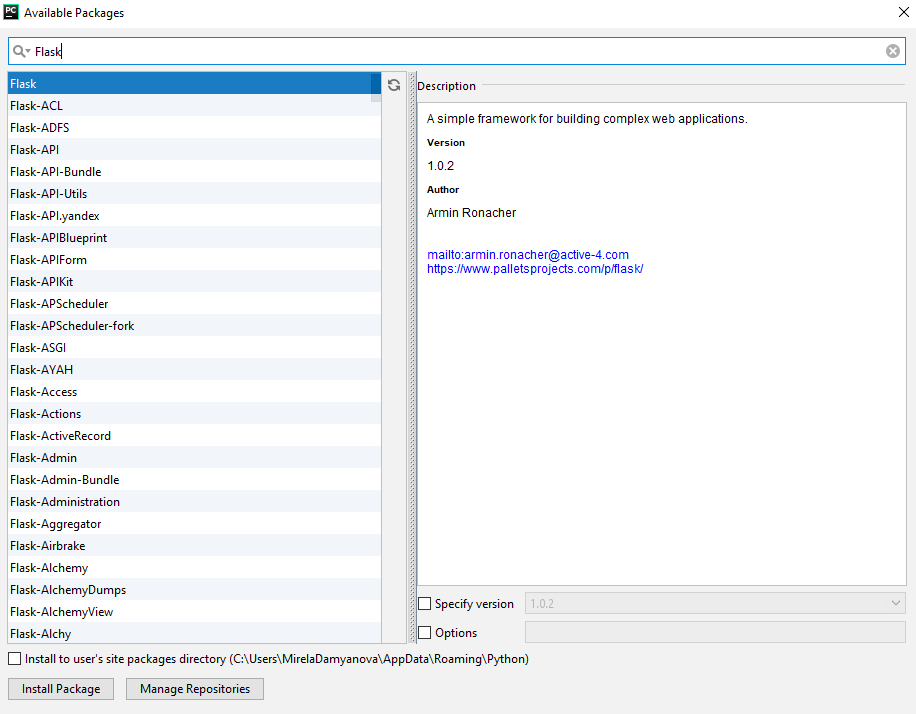 PC
Available Packages
Flask
Flask
Flask-ACL
Flask-ADFS
Flask-API
Flask-API-Bundle
Flask-API-Utils
Flask-API.yandex
Flask-APIBlueprint
Flask-APIForm
Flask-APIKit
Flask-APScheduler
Flask-APScheduler-fork
Flask-ASGI
Flask-AYAH
Flask-Access
Flask-Actions
Flask-ActiveRecord
Flask-Admin
Flask-Admin-Bundle
Flask-Administration
Flask-Aggregator
Flask-Airbrake
Flask-Alchemy
Flask-AlchemyDumps
Flask-AlchemyView
Flask-Alchy
Description
A simple framework for building complex web applications.
Version
1.0.2
Author
Armin Ronacher
mailto:armin.ronacher@active-4.com
https://www.palletsprojects.com/p/flask/
Specify version 1.0.2
Options
Install to user's site packages directory (C:\Users\MirelaDamyanova\AppData\Roaming\Python)
Install Package Manage Repositories